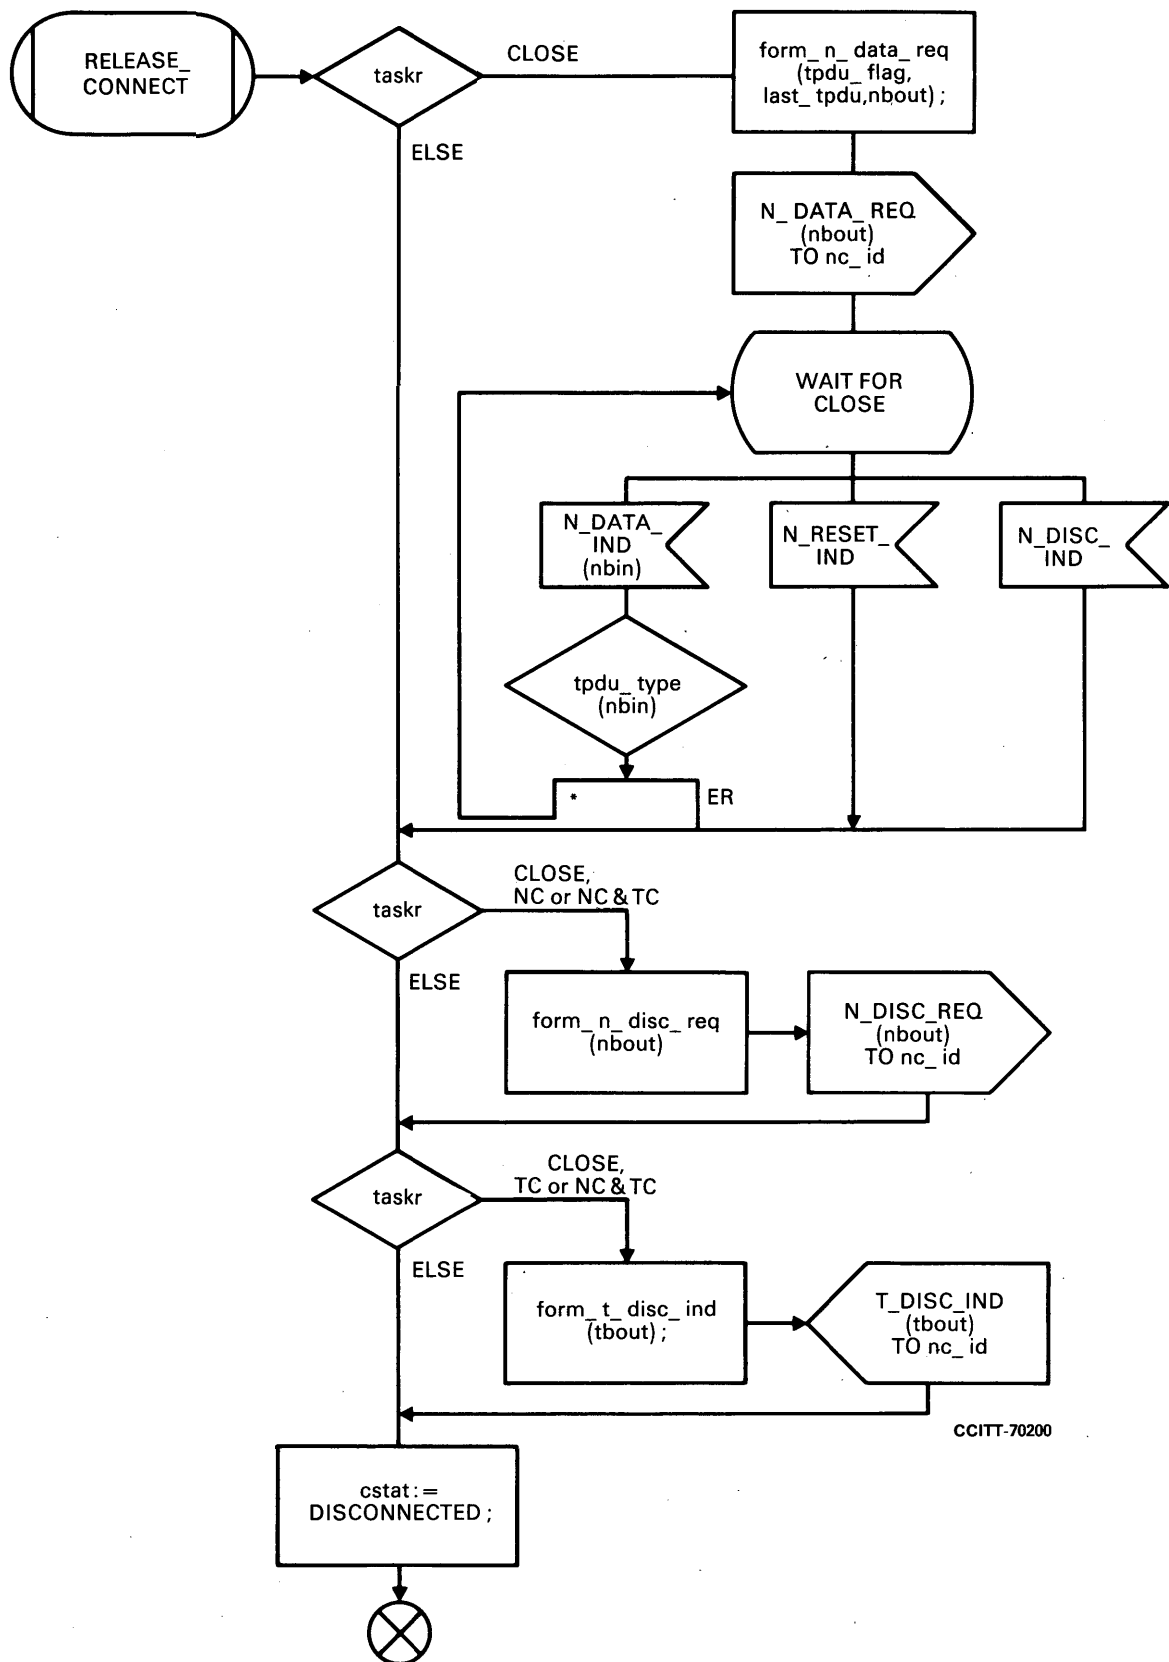 RELEASE_
CONNECT
taskr
CLOSE
form_ n_ data_ req
(tpdu_ flag,
last_ tpdu,nbout) ;
ELSE
N_ DATA_ REQ
(nbout)
TO nc_ id
WAIT FOR
CLOSE
N_DATA_
IND
(nbin)
N_RESET_
IND
N_DISC_
IND
tpdu_ type
(nbin)
*
ER
taskr
CLOSE,
NC or NC & TC
ELSE
form_ n_ disc_ req
(nbout)
N_DISC_REQ
(nbout)
TO nc_ id
taskr
CLOSE,
TC or NC & TC
ELSE
form_ t_ disc_ ind
(tbout) ;
T_DISC_IND
(tbout)
TO nc_ id
CCITT-70200
cstat : =
DISCONNECTED ;